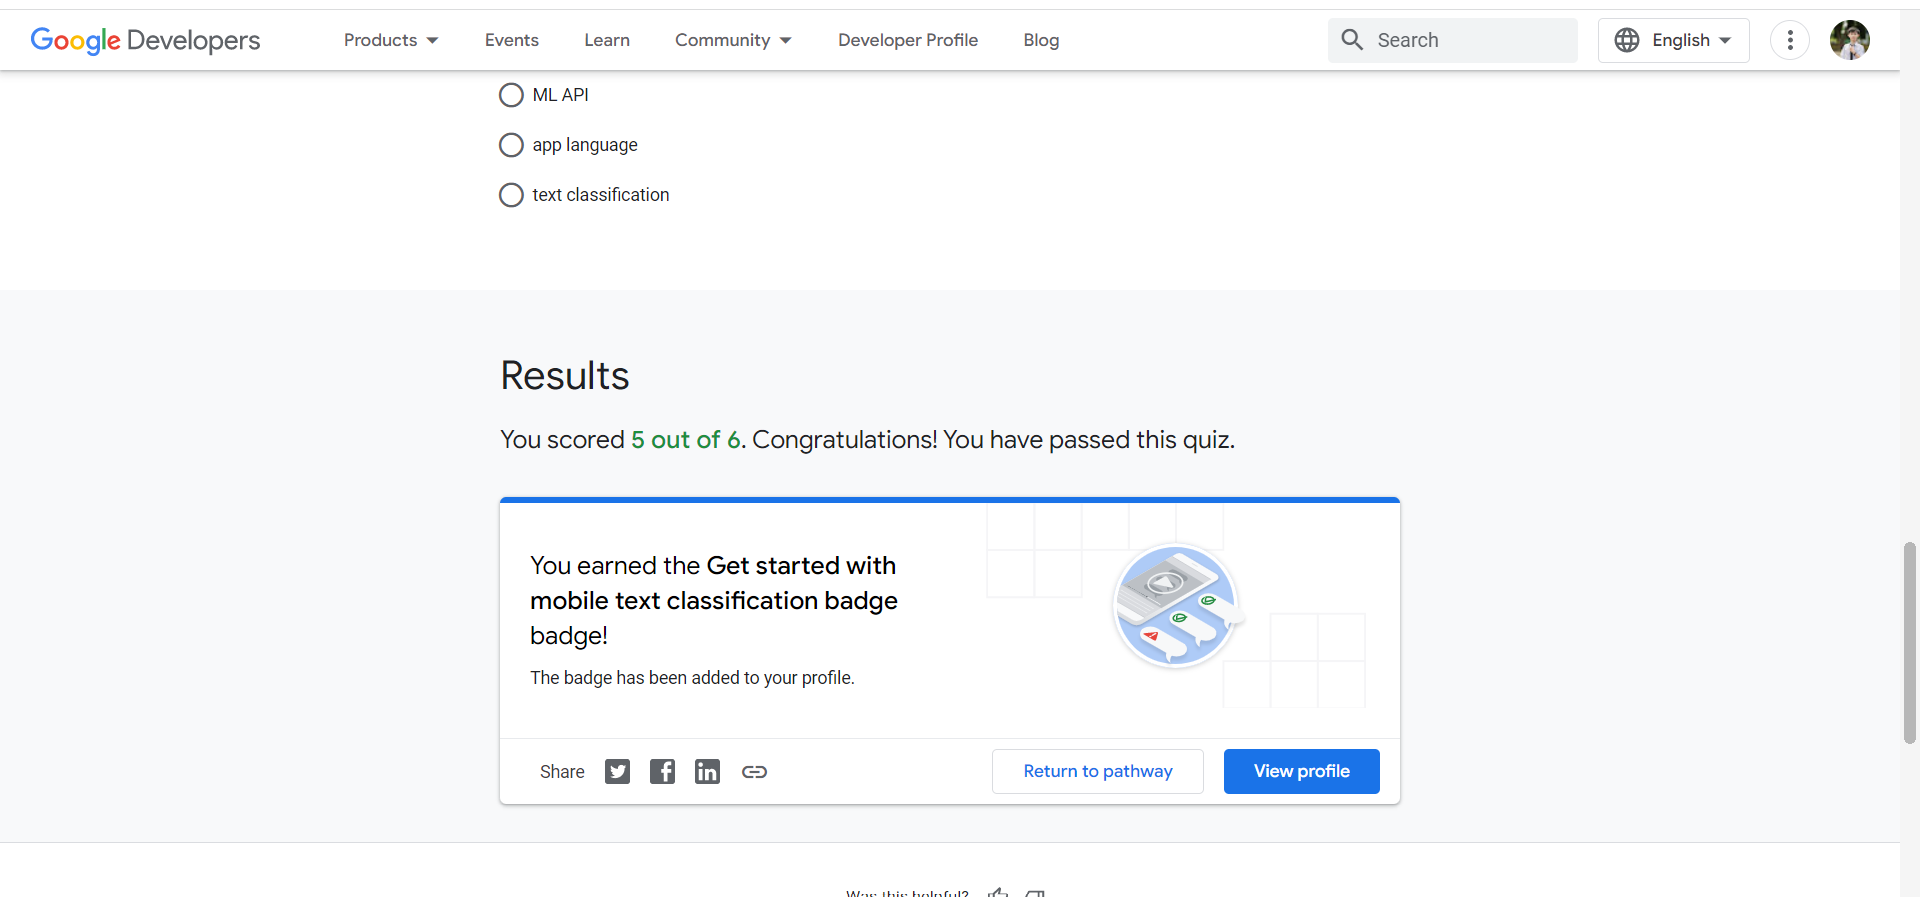 Google Developers Products Events Learn Community Developer Profile Blog Search English
ML API
app language
text classification
Results
You scored 5 out of 6. Congratulations! You have passed this quiz.
You earned the Get started with
mobile text classification badge
badge!
The badge has been added to your profile.
Share Return to pathway View profile
Was this helpful?